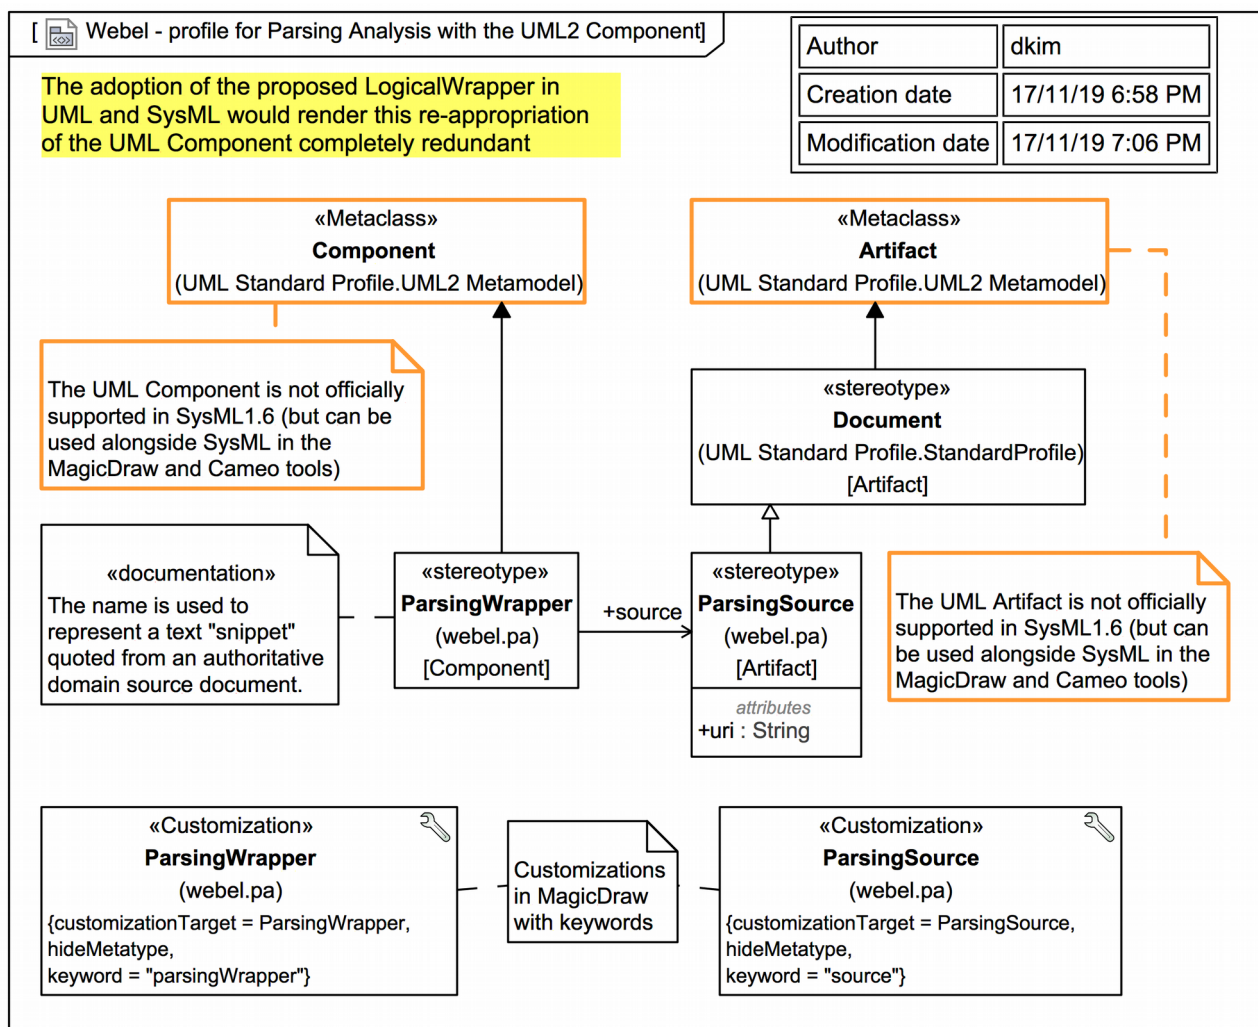 [ Webel - profile for Parsing Analysis with the UML2 Component]
Author dkim
Creation date 17/11/19 6:58 PM
Modification date 17/11/19 7:06 PM
The adoption of the proposed LogicalWrapper in
UML and SysML would render this re-appropriation
of the UML Component completely redundant
«Metaclass»
Component
(UML Standard Profile.UML2 Metamodel)
«Metaclass»
Artifact
(UML Standard Profile.UML2 Metamodel)
The UML Component is not officially
supported in SysML1.6 (but can be
used alongside SysML in the
MagicDraw and Cameo tools)
«stereotype»
Document
(UML Standard Profile.StandardProfile)
[Artifact]
«documentation»
The name is used to
represent a text "snippet"
quoted from an authoritative
domain source document.
«stereotype»
ParsingWrapper
(webel.pa)
[Component]
+source
«stereotype»
ParsingSource
(webel.pa)
[Artifact]
attributes
+uri : String
The UML Artifact is not officially
supported in SysML1.6 (but can
be used alongside SysML in the
MagicDraw and Cameo tools)
«Customization»
ParsingWrapper
(webel.pa)
{customizationTarget = ParsingWrapper,
hideMetatype,
keyword = "parsingWrapper"}
Customizations
in MagicDraw
with keywords
«Customization»
ParsingSource
(webel.pa)
{customizationTarget = ParsingSource,
hideMetatype,
keyword = "source"}